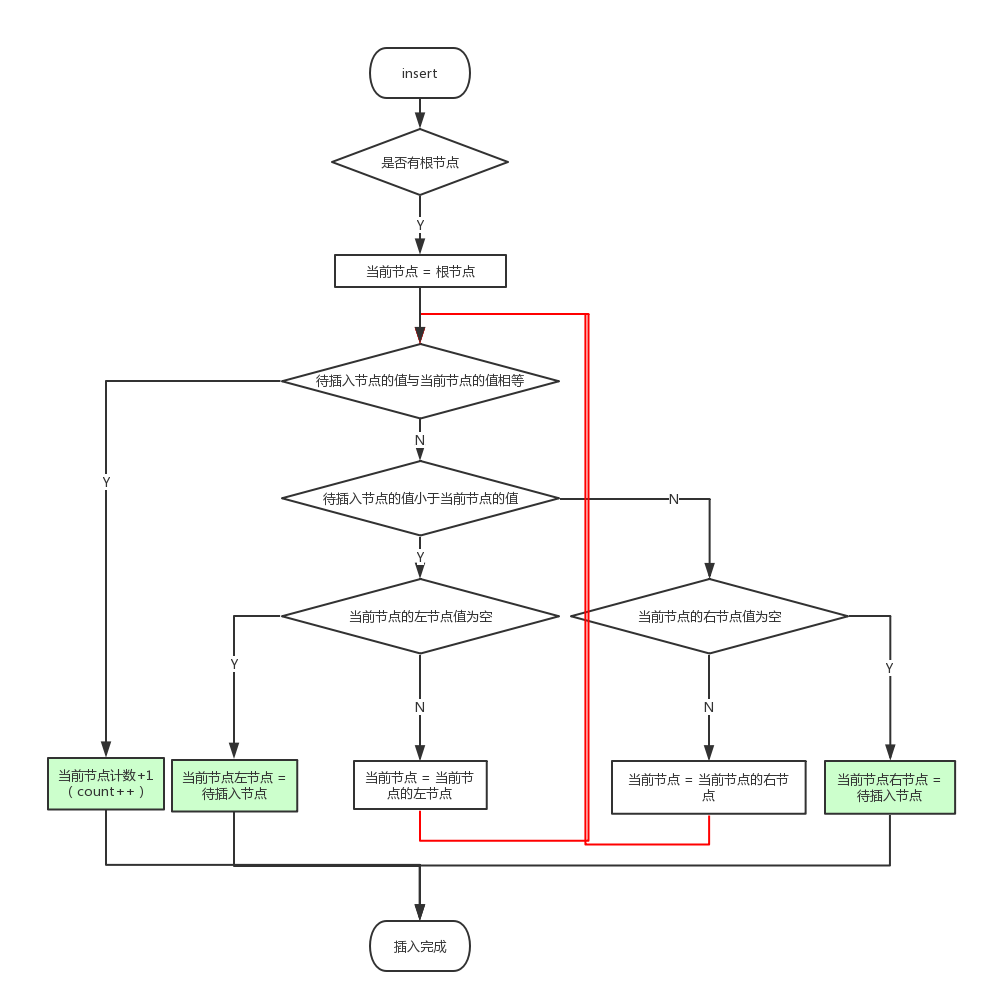 insert
是否有根节点
Y
当前节点 = 根节点
待插入节点的值与当前节点的值相等
N
Y
待插入节点的值小于当前节点的值
N
Y
当前节点的左节点值为空
当前节点的右节点值为空
Y
Y
N
N
当前节点计数+1
（count++）
当前节点左节点 =
待插入节点
当前节点 = 当前节
点的左节点
当前节点 = 当前节点的右节
点
当前节点右节点 =
待插入节点
插入完成